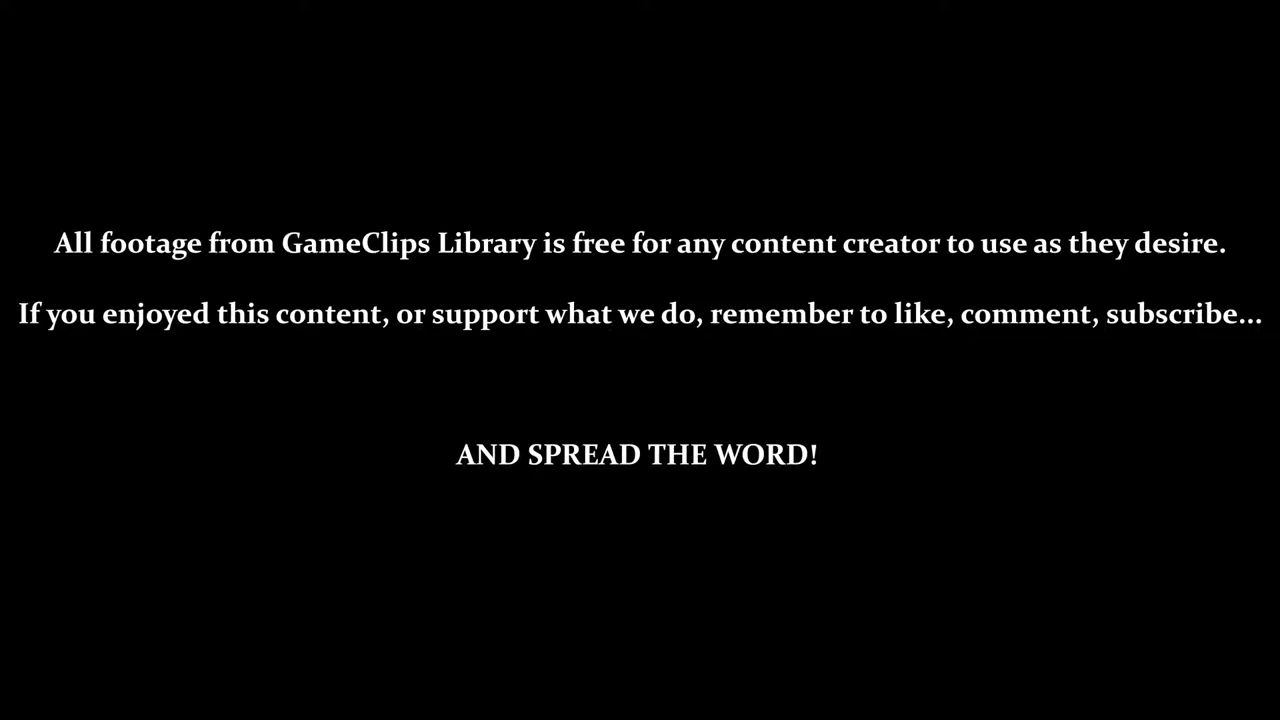 All footage from GameClips Library is free for any content creator to use as they desire.
If you enjoyed this content, or support what we do, remember to like, comment, subscribe...
AND SPREAD THE WORD!